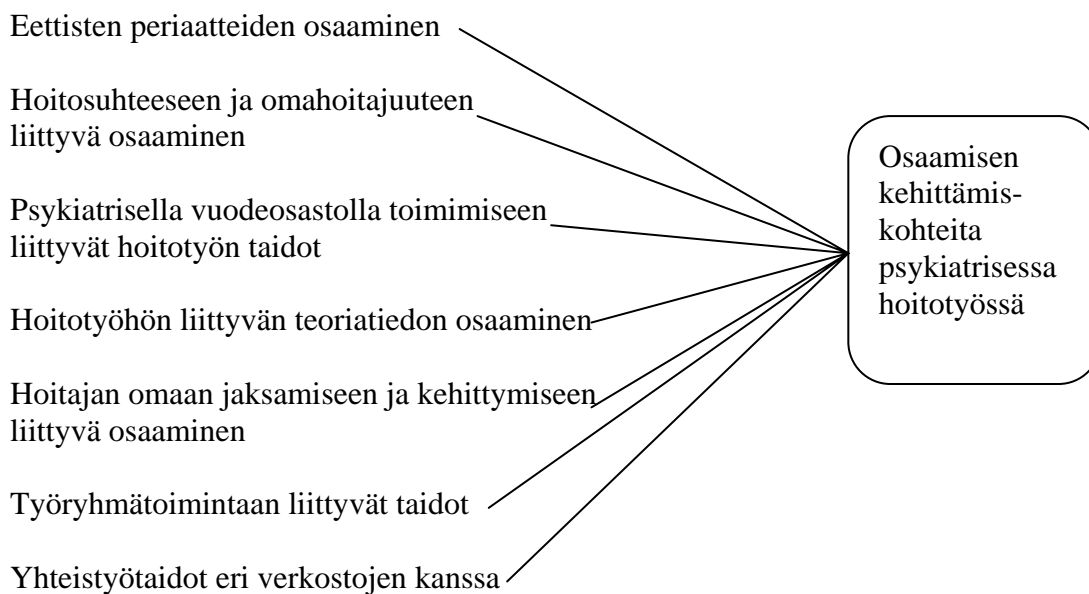 Eettisten periaatteiden osaaminen
Hoitosuhteeseen ja omahoitajuuteen
liittyvä osaaminen
Psykiatrisella vuodeosastolla toimimiseen
liittyvät hoitotyön taidot
Hoitotyöhön liittyvän teoriatiedon osaaminen
Hoitajan omaan jaksamiseen ja kehittymiseen
liittyvä osaaminen
Työryhmätoimintaan liittyvät taidot
Yhteistyötaidot eri verkostojen kanssa
Osaamisen
kehittämis-
kohteita
psykiatrisessa
hoitotyössä